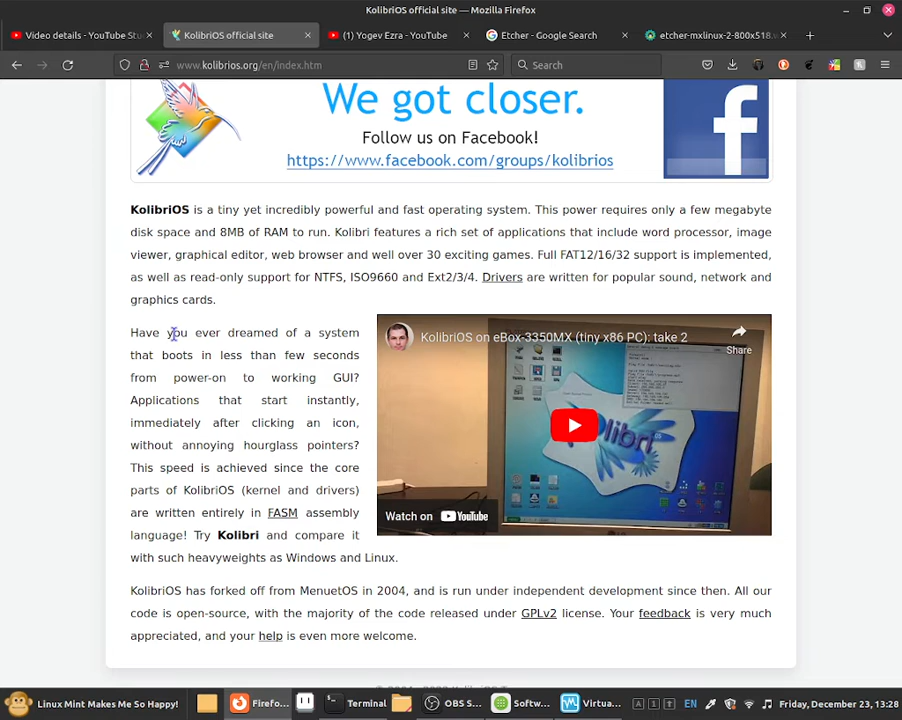 KolibriOS official site — Mozilla Firefox
Video details - YouTube Stu
KolibriOS official site
(1) Yogev Ezra - YouTube
Etcher - Google Search
etcher-mxlinux-2-800x518.w
www.kolibrios.org/en/index.htm
Search
We got closer.
Follow us on Facebook!
https://www.facebook.com/groups/kolibrios
KolibriOS is a tiny yet incredibly powerful and fast operating system. This power requires only a few megabyte
disk space and 8MB of RAM to run. Kolibri features a rich set of applications that include word processor, image
viewer, graphical editor, web browser and well over 30 exciting games. Full FAT12/16/32 support is implemented,
as well as read-only support for NTFS, ISO9660 and Ext2/3/4. Drivers are written for popular sound, network and
graphics cards.
Have you ever dreamed of a system
that boots in less than few seconds
from power-on to working GUI?
Applications that start instantly,
immediately after clicking an icon,
without annoying hourglass pointers?
This speed is achieved since the core
parts of KolibriOS (kernel and drivers)
are written entirely in FASM assembly
language! Try Kolibri and compare it
with such heavyweights as Windows and Linux.
KolibriOS on eBox-3350MX (tiny x86 PC): take 2
Share
Kolibri
Watch on YouTube
KolibriOS has forked off from MenuetOS in 2004, and is run under independent development since then. All our
code is open-source, with the majority of the code released under GPLv2 license. Your feedback is very much
appreciated, and your help is even more welcome.
Linux Mint Makes Me So Happy!
Firefo...
Terminal
OBS S...
Softw...
Virtua...
EN
Friday, December 23, 13:28